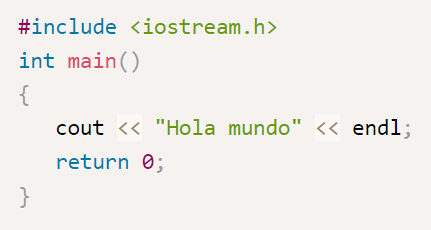 #include <iostream.h>
int main()
{
   cout << "Hola mundo" << endl;
   return 0;
}